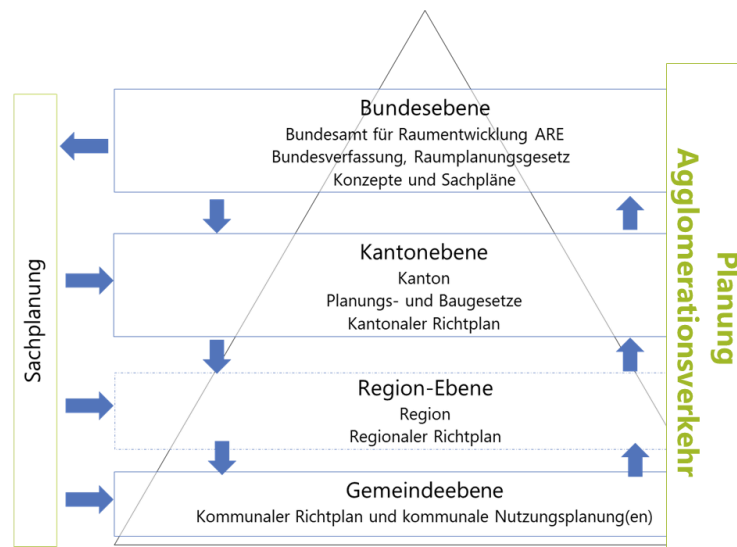 Sachplanung
Bundesebene
Bundesamt für Raumentwicklung ARE
Bundesverfassung, Raumplanungsgesetz
Konzepte und Sachpläne
Kantonebene
Kanton
Planungs- und Baugesetze
Kantonaler Richtplan
Region-Ebene
Region
Regionaler Richtplan
Gemeindeebene
Kommunaler Richtplan und kommunale Nutzungsplanung(en)
Planung
Agglomerationsverkehr